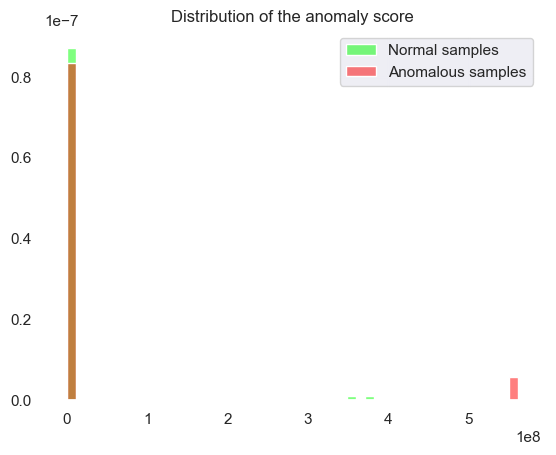 Distribution of the anomaly score
1e−7
Normal samples
Anomalous samples
0.8
0.6
0.4
0.2
0.0
0 1 2 3 4 5
1e8